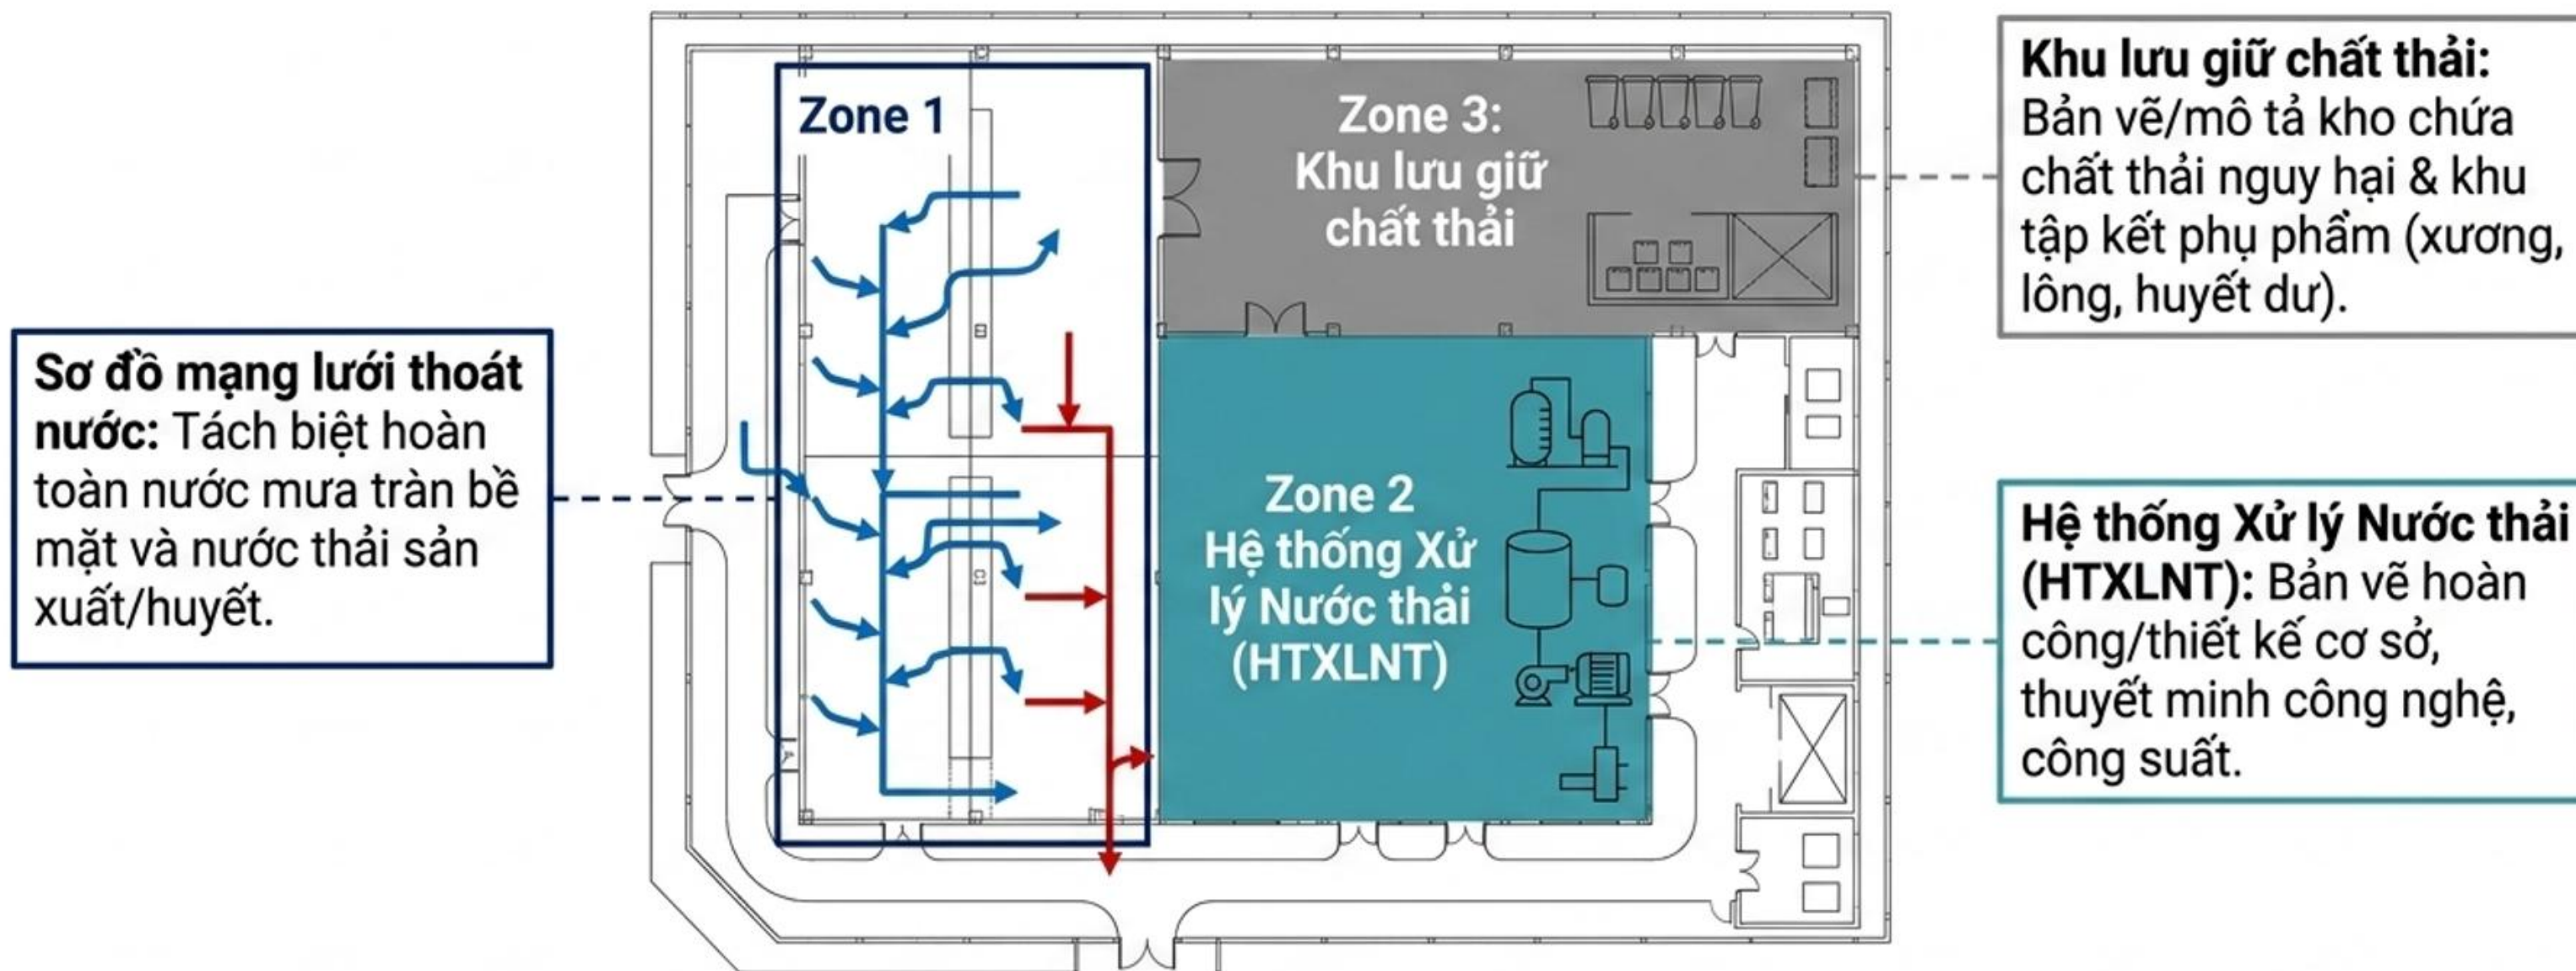 Sơ đồ mạng lưới thoát
nước: Tách biệt hoàn
toàn nước mưa tràn bề
mặt và nước thải sản
xuất/huyết.
Zone 1
Zone 3:
Khu lưu giữ
chất thải
Zone 2
Hệ thống Xử
lý Nước thải
(HTXLNT)
Khu lưu giữ chất thải:
Bản vẽ/mô tả kho chứa
chất thải nguy hại & khu
tập kết phụ phẩm (xương,
lông, huyết dư).
Hệ thống Xử lý Nước thải
(HTXLNT): Bản vẽ hoàn
công/thiết kế cơ sở,
thuyết minh công nghệ,
công suất.